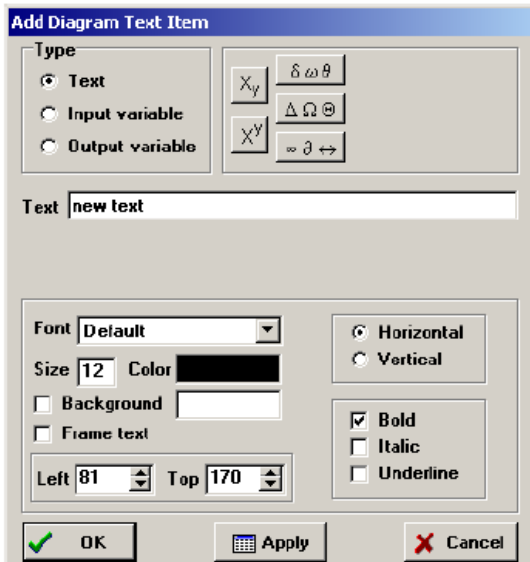 Add Diagram Text Item
Type
Text
Input variable
Output variable
Xy
X^y
δ ω θ
Δ Ω Θ
∞ ∂ ↔
Text new text
Font Default
Size 12 Color
Background
Frame text
Left 81 Top 170
Horizontal
Vertical
Bold
Italic
Underline
OK Apply Cancel